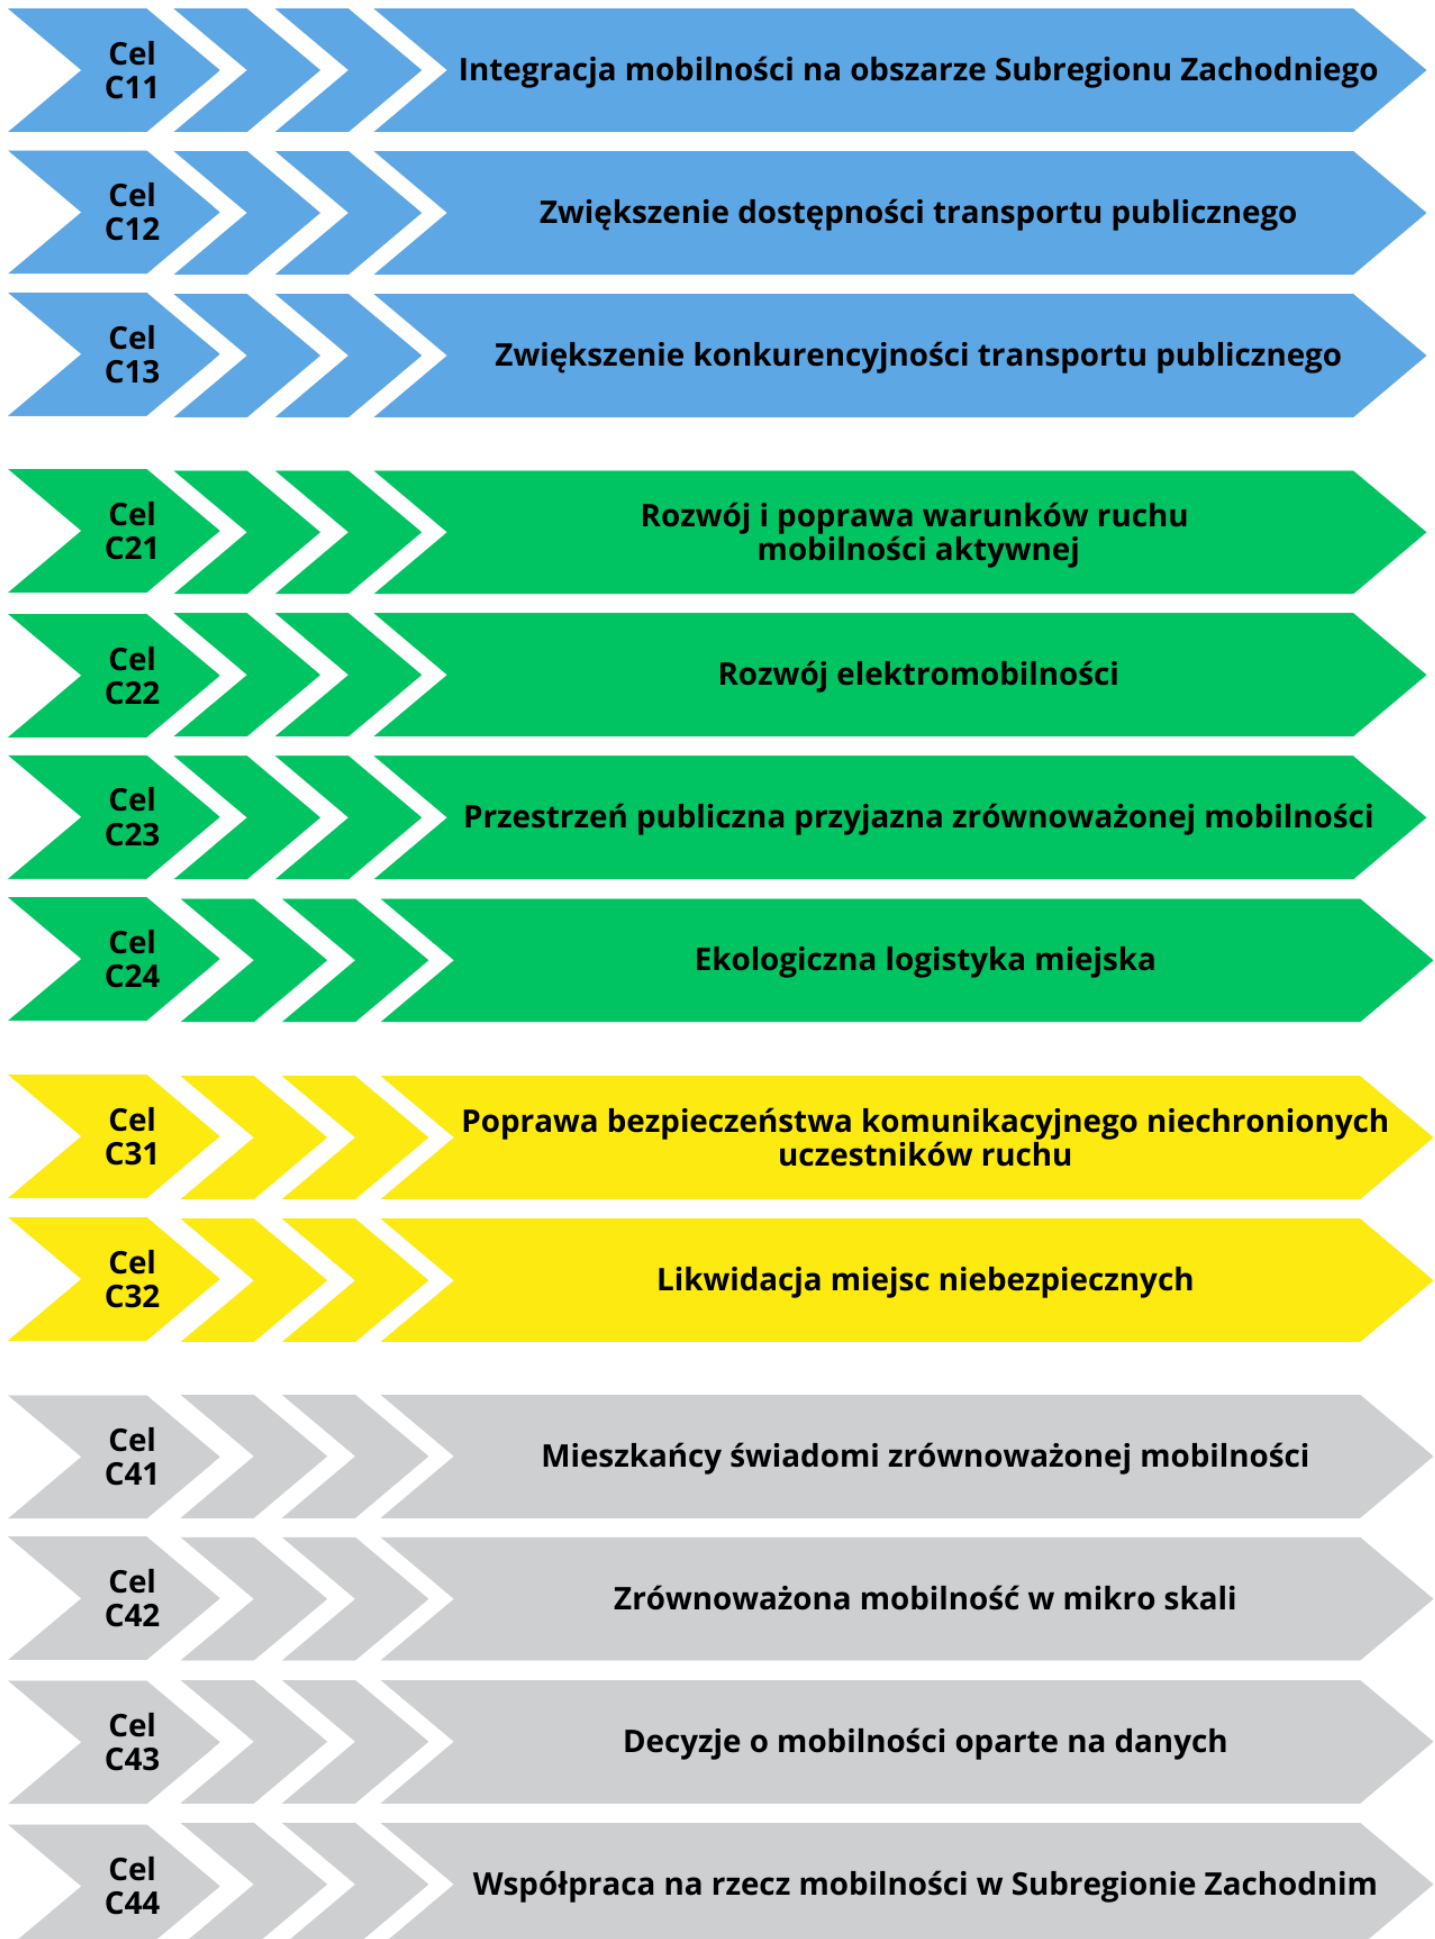 Cel
C11
Integracja mobilności na obszarze Subregionu Zachodniego
Cel
C12
Zwiększenie dostępności transportu publicznego
Cel
C13
Zwiększenie konkurencyjności transportu publicznego
Cel
C21
Rozwój i poprawa warunków ruchu
mobilności aktywnej
Cel
C22
Rozwój elektromobilności
Cel
C23
Przestrzeń publiczna przyjazna zrównoważonej mobilności
Cel
C24
Ekologiczna logistyka miejska
Cel
C31
Poprawa bezpieczeństwa komunikacyjnego niechronionych
uczestników ruchu
Cel
C32
Likwidacja miejsc niebezpiecznych
Cel
C41
Mieszkańcy świadomi zrównoważonej mobilności
Cel
C42
Zrównoważona mobilność w mikro skali
Cel
C43
Decyzje o mobilności oparte na danych
Cel
C44
Współpraca na rzecz mobilności w Subregionie Zachodnim